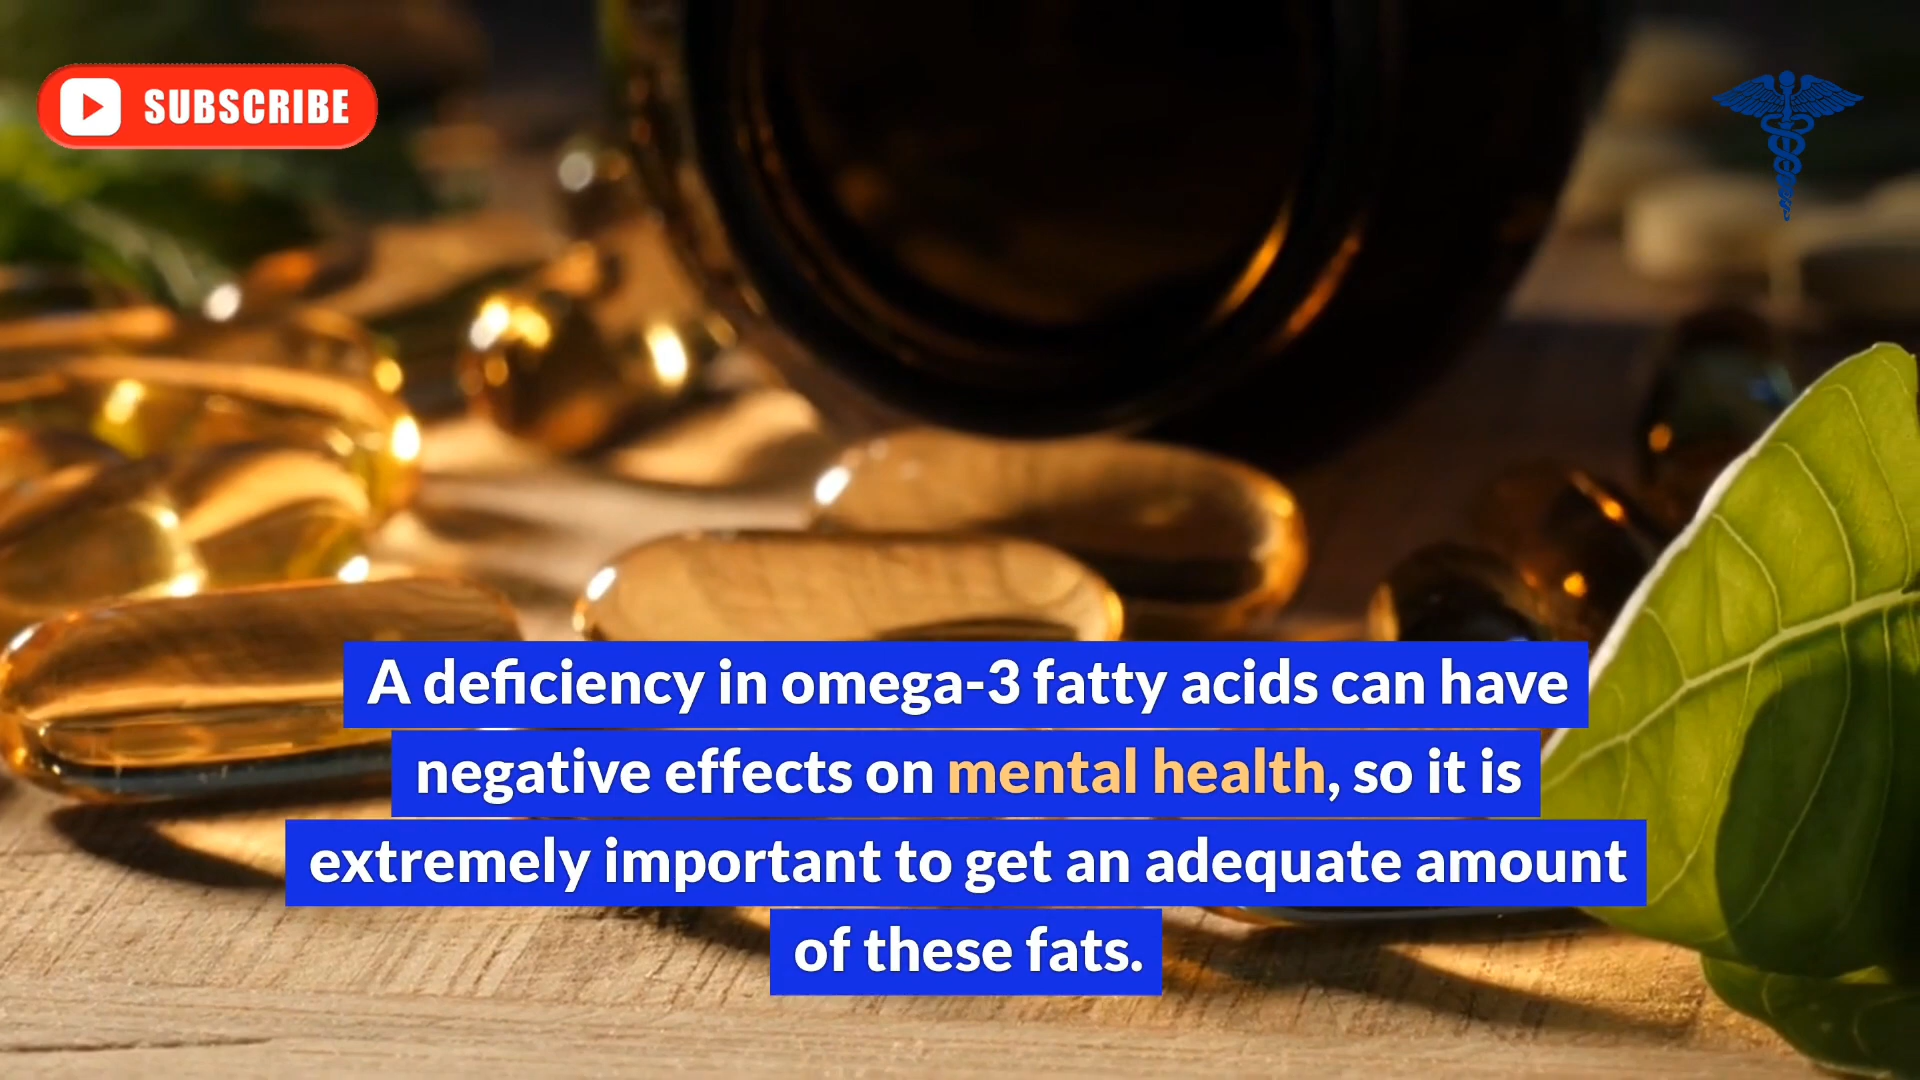 SUBSCRIBE
A deficiency in omega-3 fatty acids can have
negative effects on mental health, so it is
extremely important to get an adequate amount
of these fats.